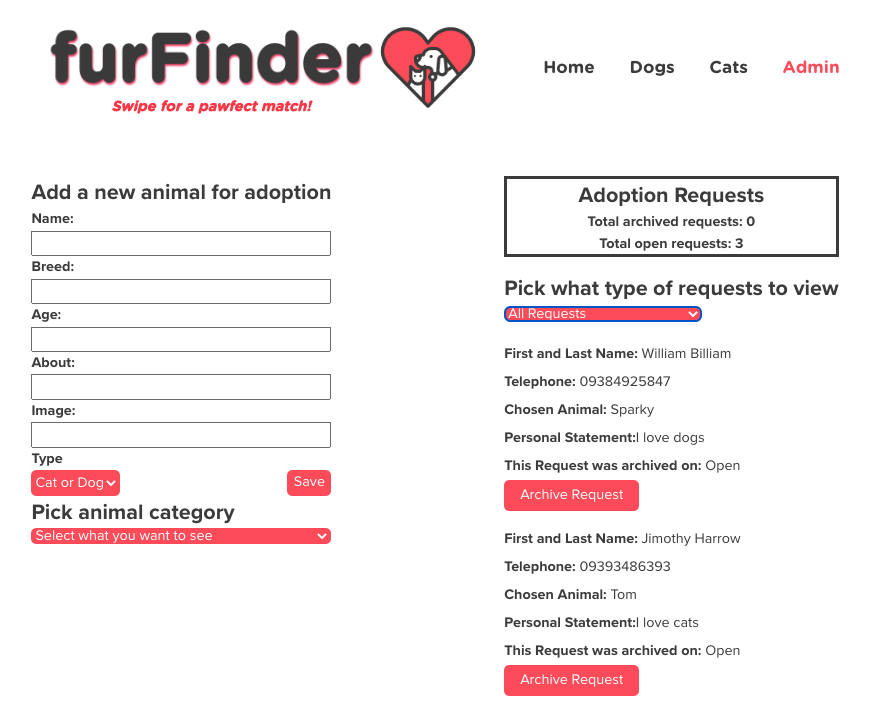 furFinder
Swipe for a pawfect match!
Home Dogs Cats Admin
Add a new animal for adoption
Name:
Breed:
Age:
About:
Image:
Type
Cat or Dog Save
Pick animal category
Select what you want to see
Adoption Requests
Total archived requests: 0
Total open requests: 3
Pick what type of requests to view
All Requests
First and Last Name: William Billiam
Telephone: 09384925847
Chosen Animal: Sparky
Personal Statement:I love dogs
This Request was archived on: Open
Archive Request
First and Last Name: Jimothy Harrow
Telephone: 09393486393
Chosen Animal: Tom
Personal Statement:I love cats
This Request was archived on: Open
Archive Request